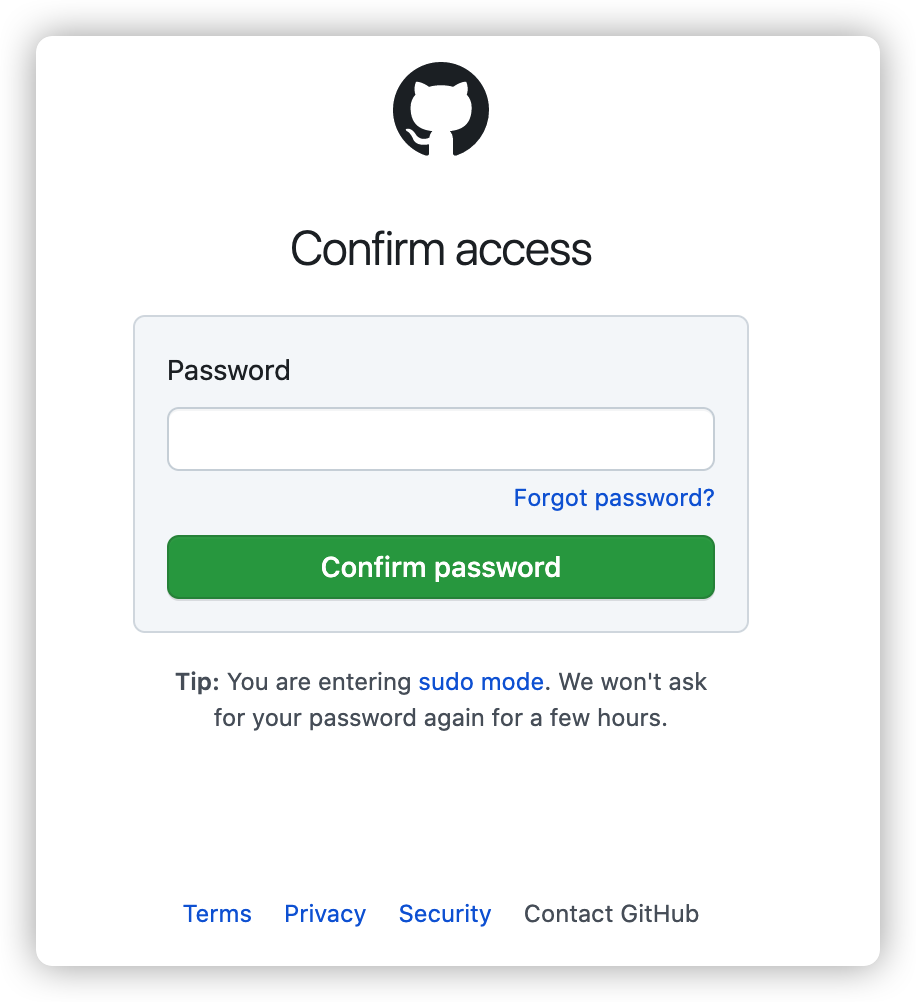 Confirm access
Password
Forgot password?
Confirm password
Tip: You are entering sudo mode. We won't ask
for your password again for a few hours.
Terms Privacy Security Contact GitHub